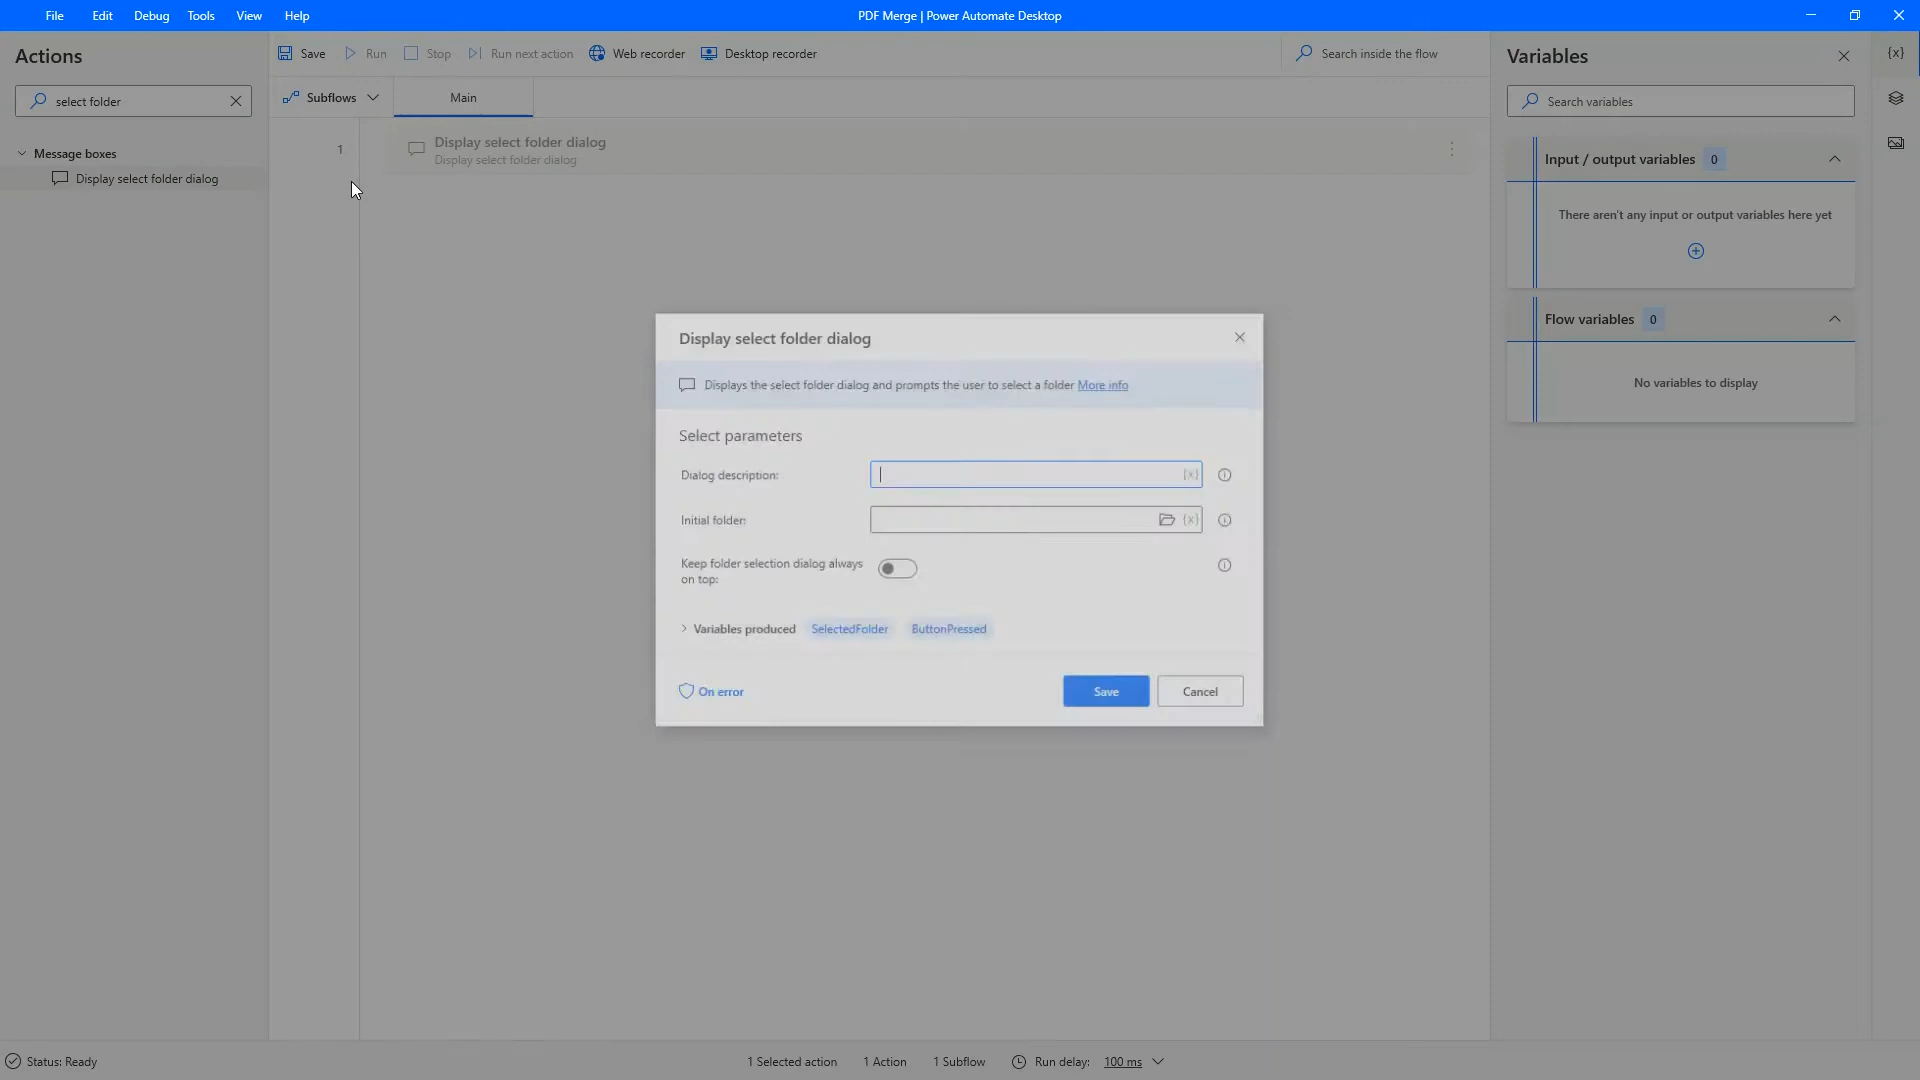 File Edit Debug Tools View Help
PDF Merge | Power Automate Desktop
Actions
select folder
Message boxes
Display select folder dialog
Save Run Stop Run next action Web recorder Desktop recorder
Search inside the flow
Subflows Main
1
Display select folder dialog
Display select folder dialog
Display select folder dialog
Displays the select folder dialog and prompts the user to select a folder More info
Select parameters
Dialog description: {x}
Initial folder: {x}
Keep folder selection dialog always
on top:
Variables produced SelectedFolder ButtonPressed
On error Save Cancel
Variables {x}
Search variables
Input / output variables 0
There aren't any input or output variables here yet
Flow variables 0
No variables to display
Status: Ready 1 Selected action 1 Action 1 Subflow Run delay: 100 ms